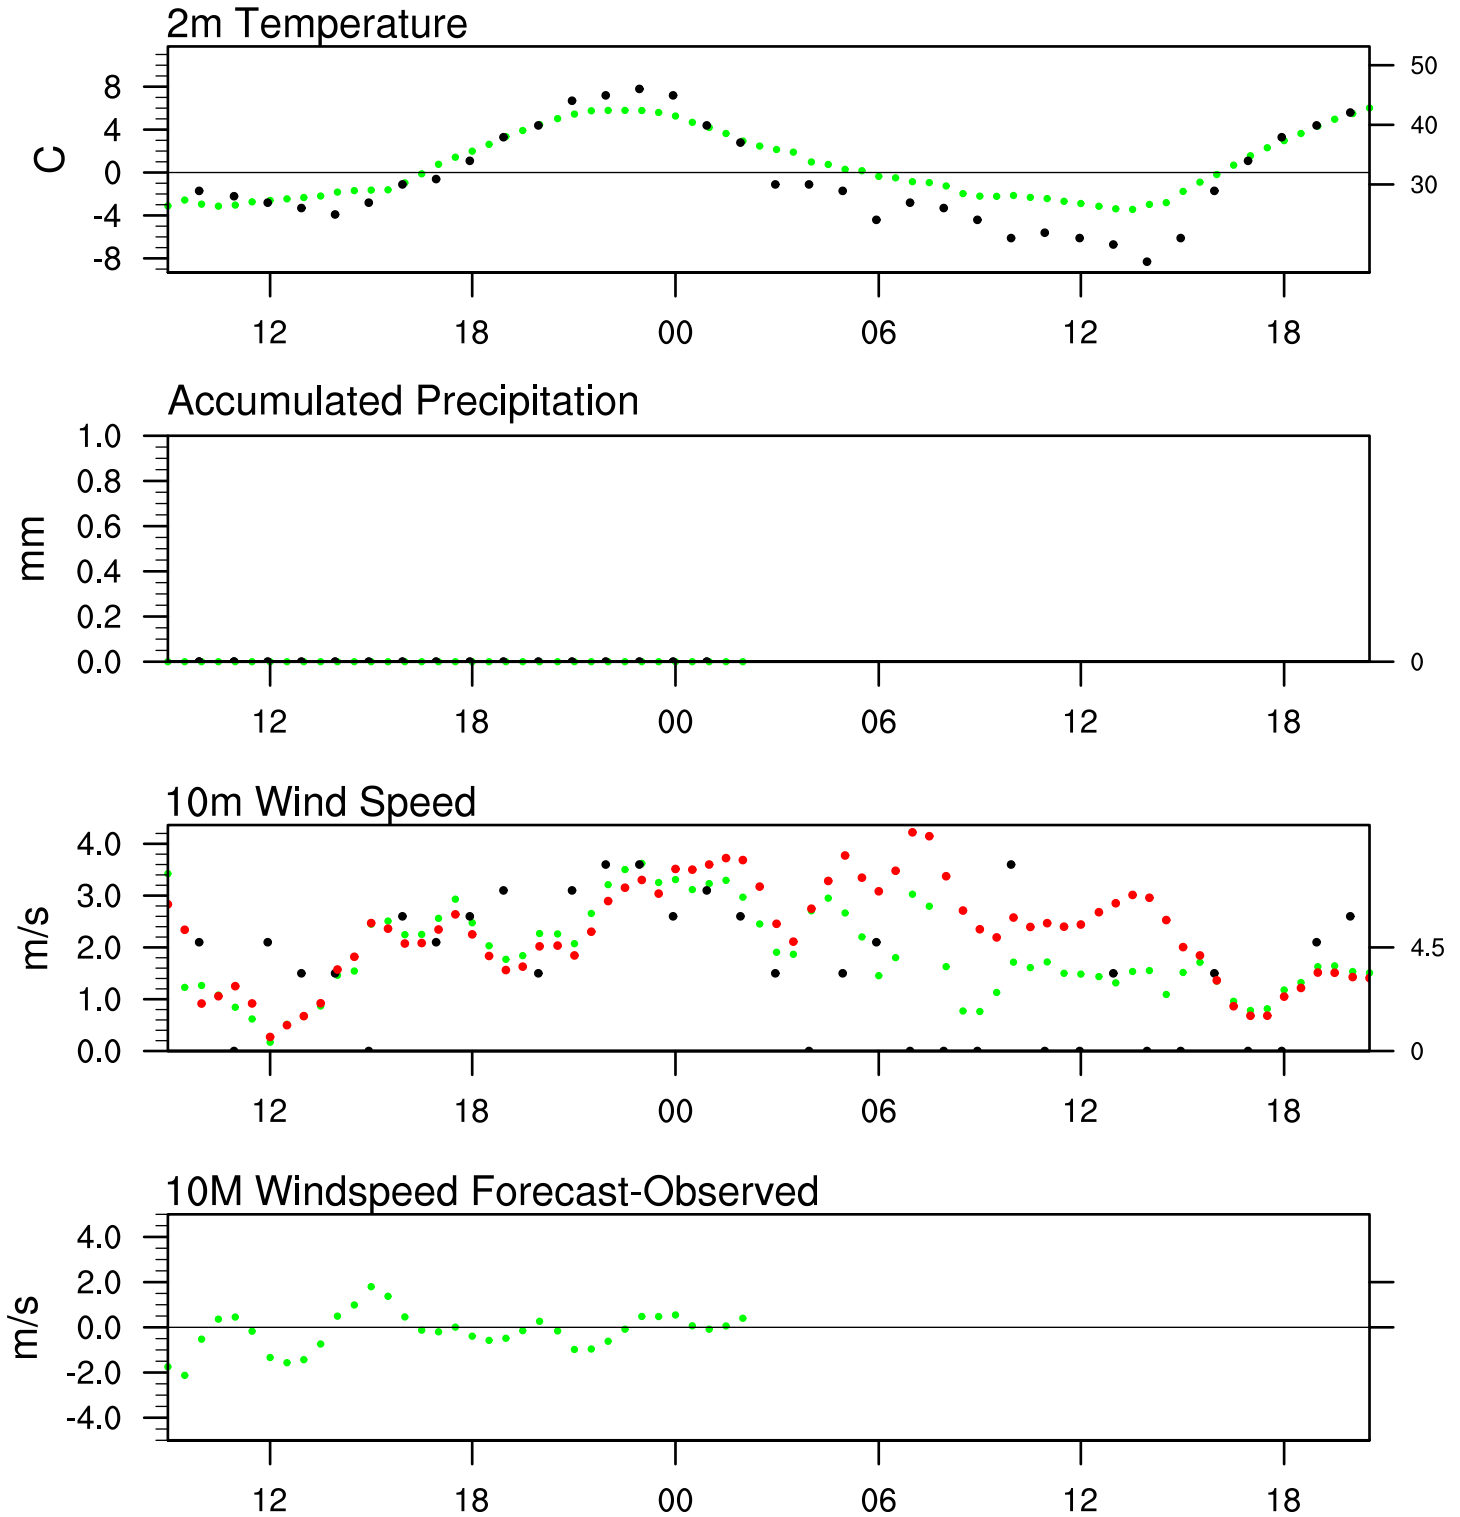 2m Temperature
8
4
0
-4
-8
C
50
40
30
12 18 00 06 12 18
Accumulated Precipitation
1.0
0.8
0.6
0.4
0.2
0.0
mm
0
12 18 00 06 12 18
10m Wind Speed
4.0
3.0
2.0
1.0
0.0
m/s
4.5
0
12 18 00 06 12 18
10M Windspeed Forecast-Observed
4.0
2.0
0.0
-2.0
-4.0
m/s
12 18 00 06 12 18